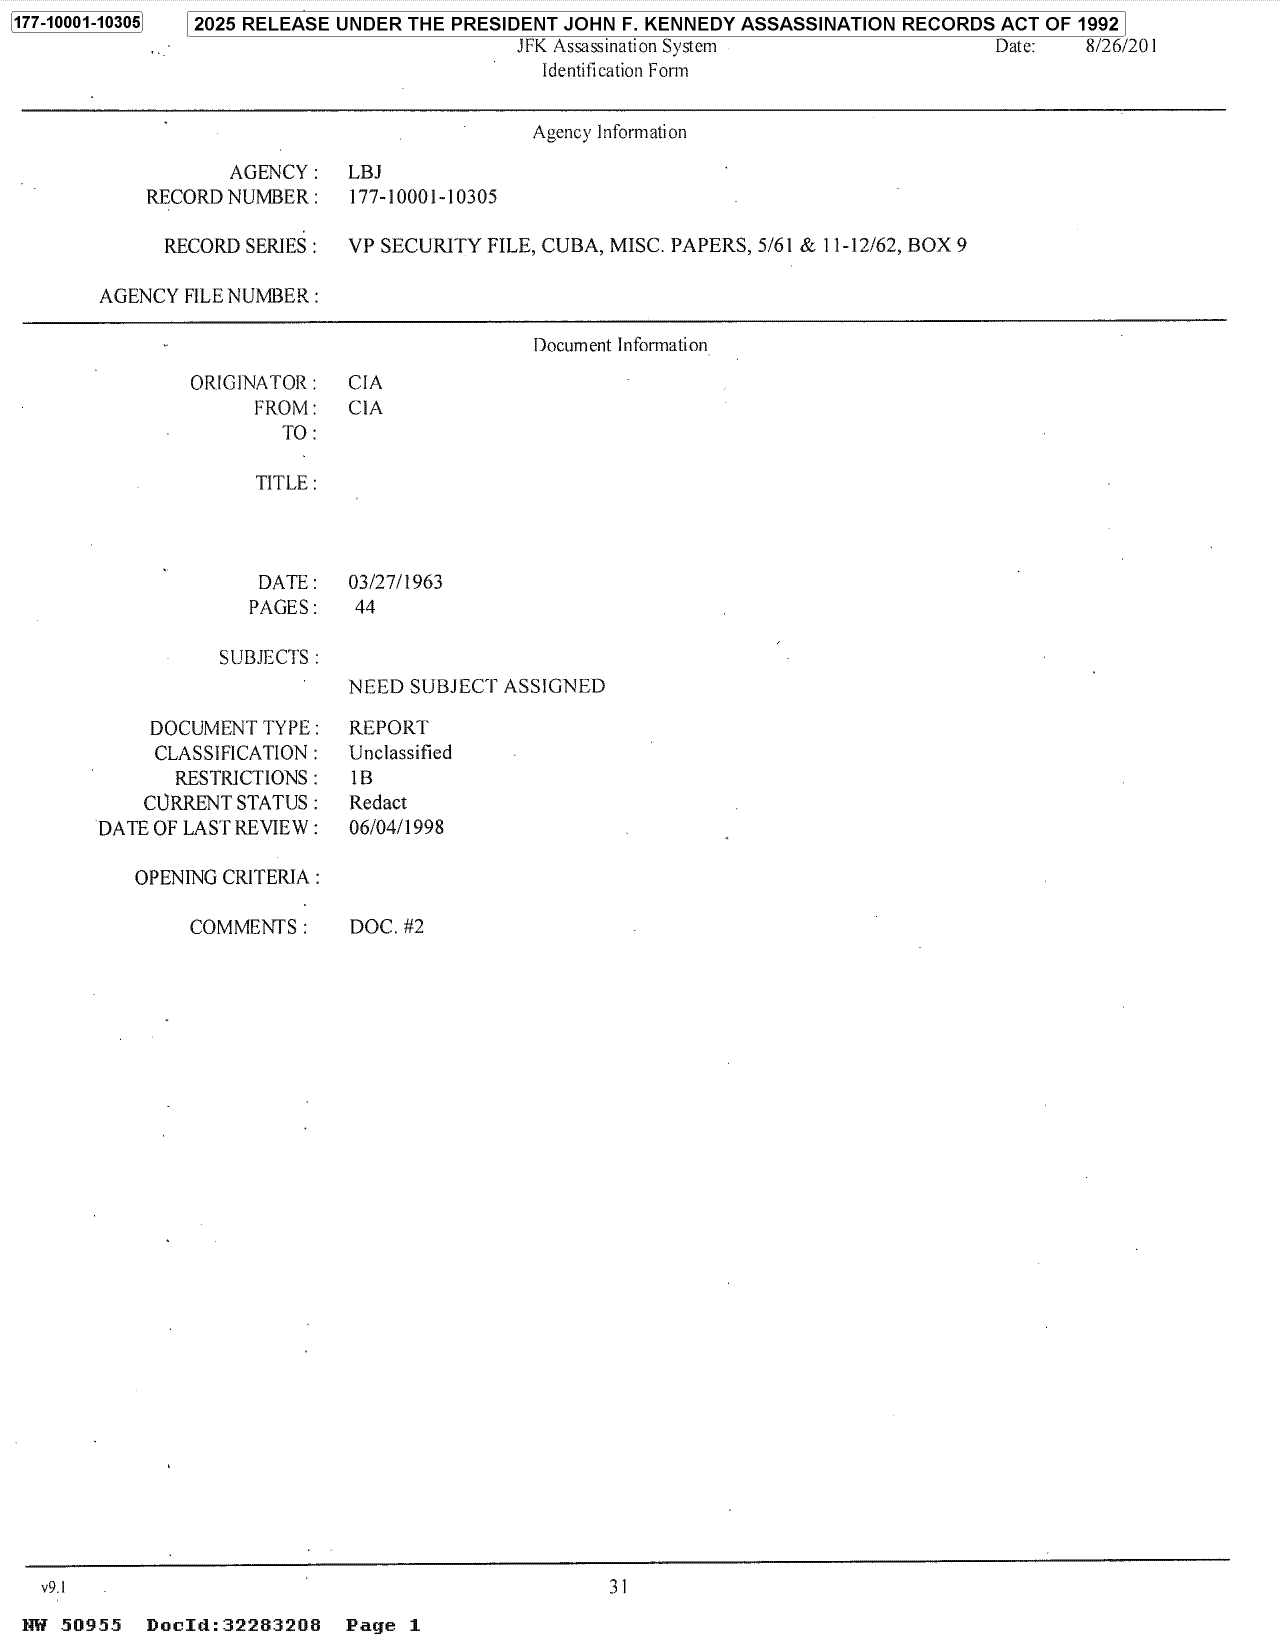 177-10001-10305
2025 RELEASE UNDER THE PRESIDENT JOHN F. KENNEDY ASSASSINATION RECORDS ACT OF 1992
JFK Assassination System
Date: 8/26/201
Identification Form
Agency Information
AGENCY : LBJ
RECORD NUMBER : 177-10001-10305
RECORD SERIES : VP SECURITY FILE, CUBA, MISC. PAPERS, 5/61 & 11-12/62, BOX 9
AGENCY FILE NUMBER :
Document Information
ORIGINATOR : CIA
FROM : CIA
TO :
TITLE :
DATE : 03/27/1963
PAGES : 44
SUBJECTS :
NEED SUBJECT ASSIGNED
DOCUMENT TYPE : REPORT
CLASSIFICATION : Unclassified
RESTRICTIONS : 1B
CURRENT STATUS : Redact
DATE OF LAST REVIEW : 06/04/1998
OPENING CRITERIA :
COMMENTS : DOC. #2
v9.1
31
NW 50955 DocId:32283208 Page 1